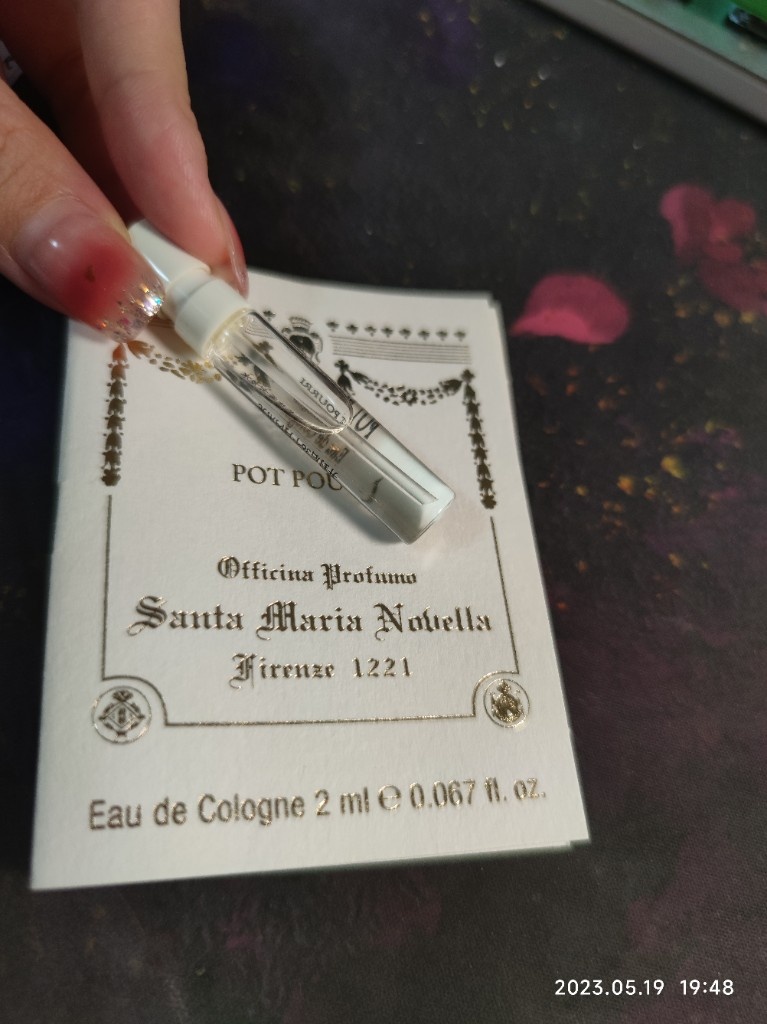 POT POU
Officina Profumo
Santa Maria Novella
Firenze 1221
Eau de Cologne 2 ml ℮ 0.067 fl. oz.
2023.05.19 19:48